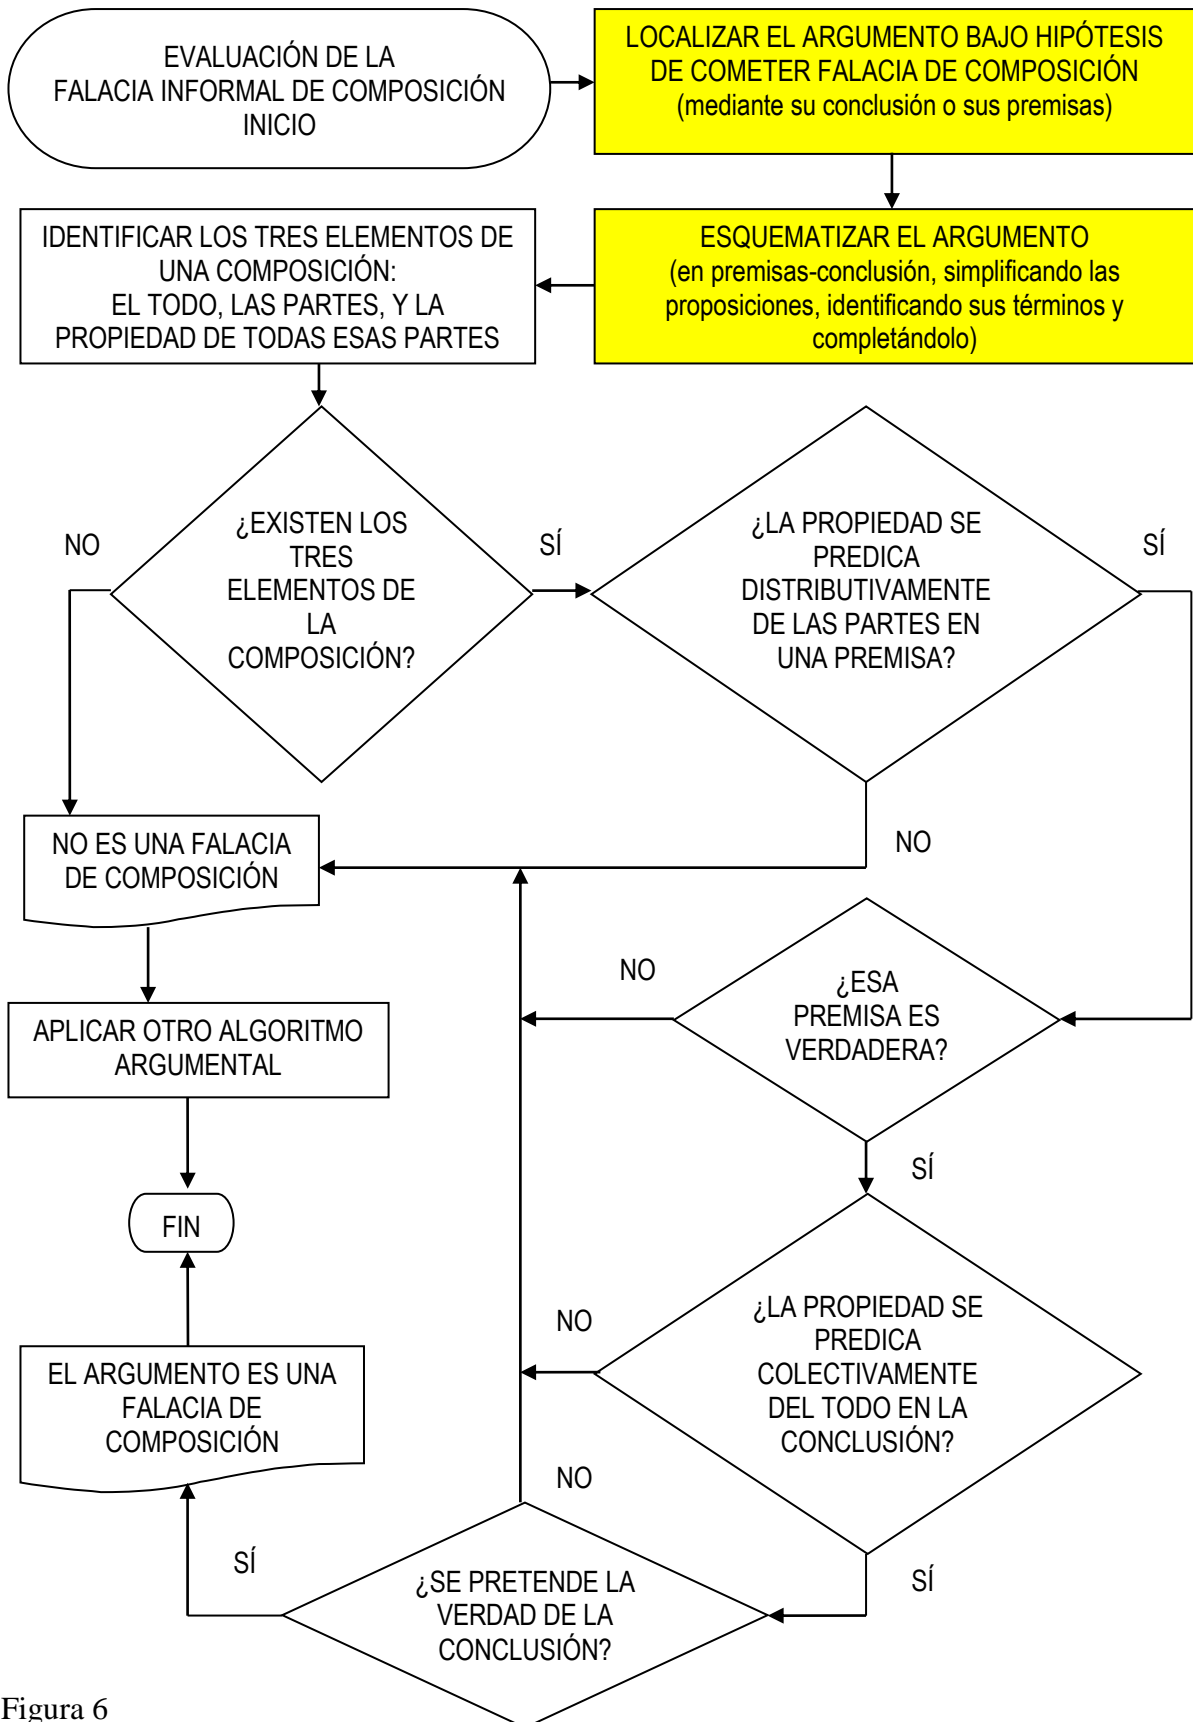 EVALUACIÓN DE LA
FALACIA INFORMAL DE COMPOSICIÓN
INICIO
LOCALIZAR EL ARGUMENTO BAJO HIPÓTESIS
DE COMETER FALACIA DE COMPOSICIÓN
(mediante su conclusión o sus premisas)
IDENTIFICAR LOS TRES ELEMENTOS DE
UNA COMPOSICIÓN:
EL TODO, LAS PARTES, Y LA
PROPIEDAD DE TODAS ESAS PARTES
ESQUEMATIZAR EL ARGUMENTO
(en premisas-conclusión, simplificando las
proposiciones, identificando sus términos y
completándolo)
NO
¿EXISTEN LOS
TRES
ELEMENTOS DE
LA
COMPOSICIÓN?
SÍ
¿LA PROPIEDAD SE
PREDICA
DISTRIBUTIVAMENTE
DE LAS PARTES EN
UNA PREMISA?
SÍ
NO ES UNA FALACIA
DE COMPOSICIÓN
NO
NO
¿ESA
PREMISA ES
VERDADERA?
APLICAR OTRO ALGORITMO
ARGUMENTAL
SÍ
FIN
NO
¿LA PROPIEDAD SE
PREDICA
COLECTIVAMENTE
DEL TODO EN LA
CONCLUSIÓN?
EL ARGUMENTO ES UNA
FALACIA DE
COMPOSICIÓN
NO
SÍ
¿SE PRETENDE LA
VERDAD DE LA
CONCLUSIÓN?
SÍ
Figura 6